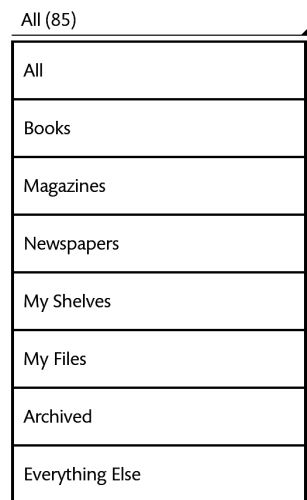 All (85)
All
Books
Magazines
Newspapers
My Shelves
My Files
Archived
Everything Else